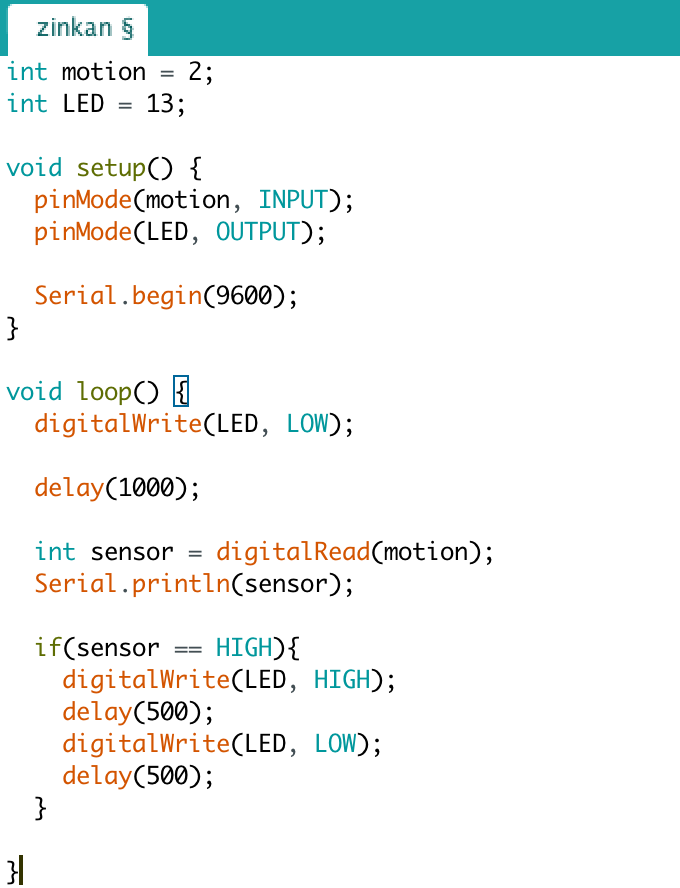 zinkan §
int motion = 2;
int LED = 13;
void setup() {
  pinMode(motion, INPUT);
  pinMode(LED, OUTPUT);
  Serial.begin(9600);
}
void loop() {
  digitalWrite(LED, LOW);
  delay(1000);
  int sensor = digitalRead(motion);
  Serial.println(sensor);
  if(sensor == HIGH){
    digitalWrite(LED, HIGH);
    delay(500);
    digitalWrite(LED, LOW);
    delay(500);
  }
}